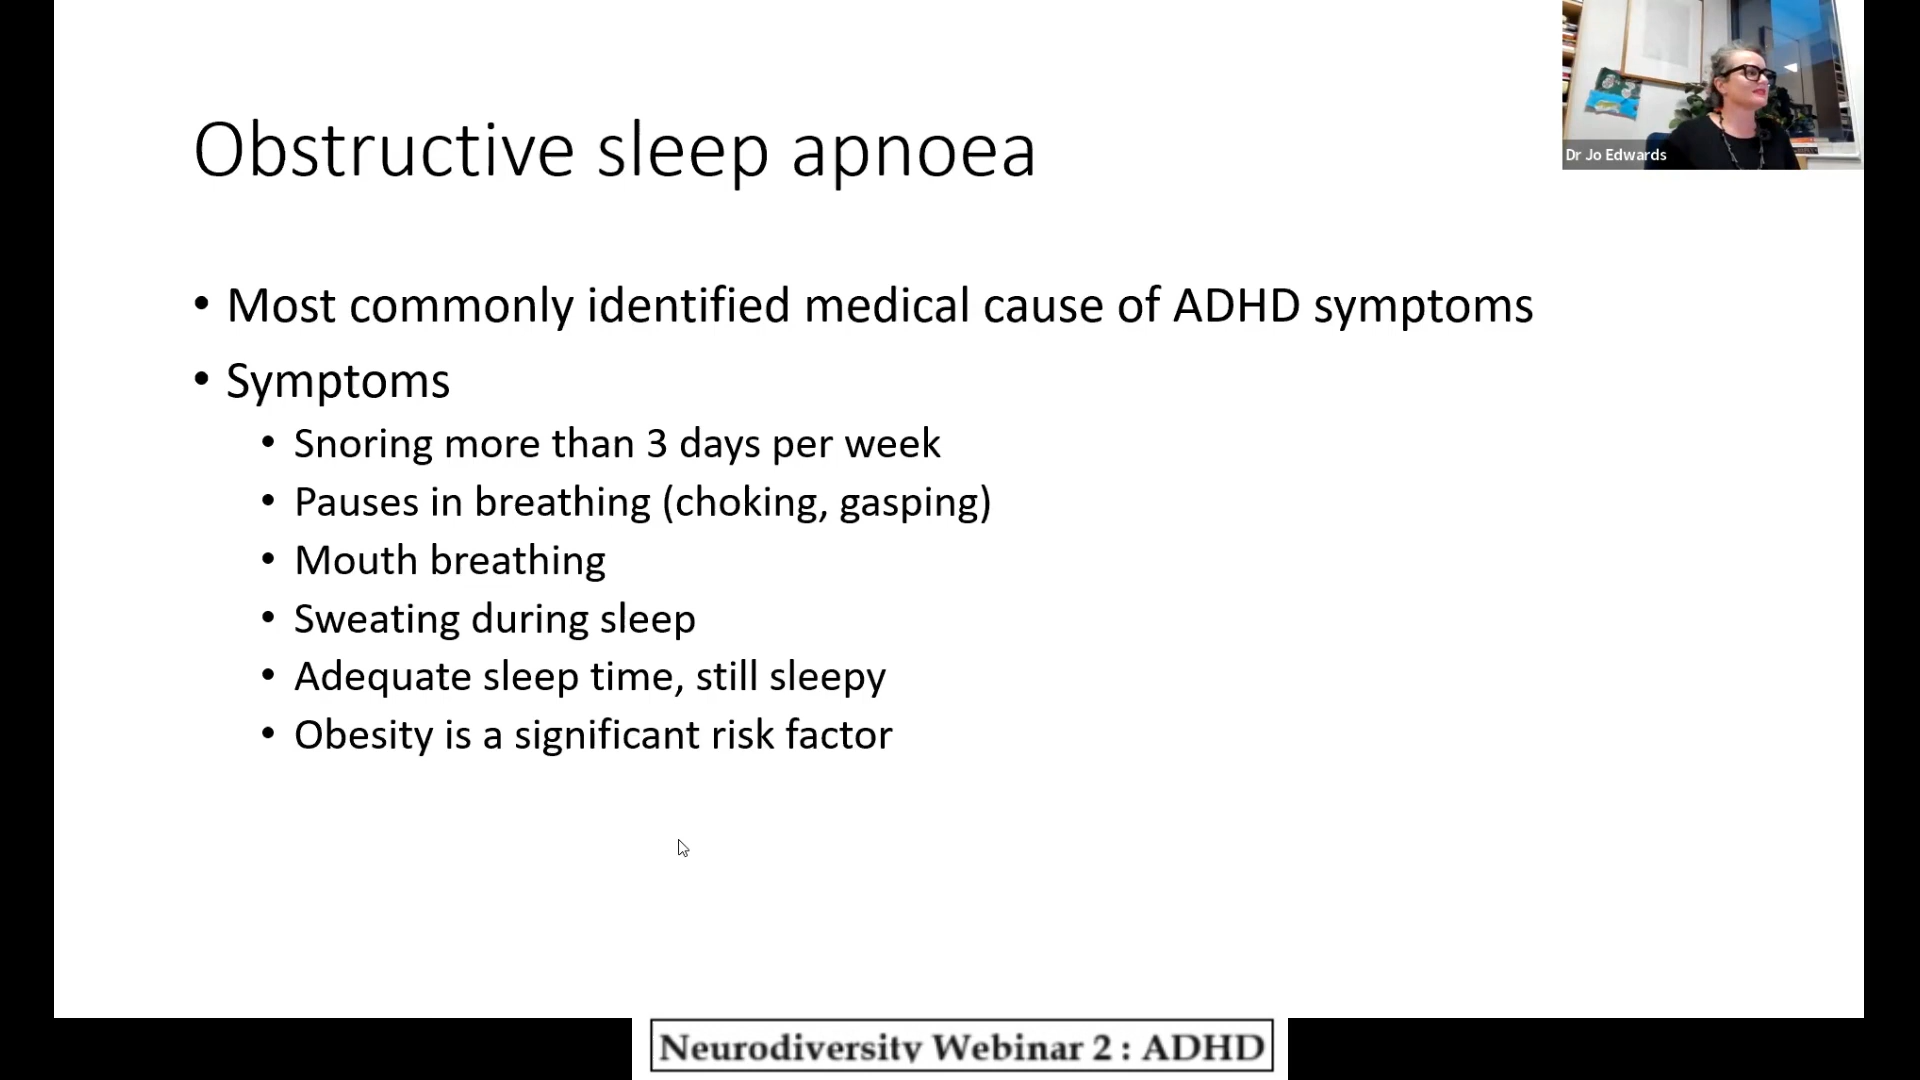 Obstructive sleep apnoea
Dr Jo Edwards
• Most commonly identified medical cause of ADHD symptoms
• Symptoms
• Snoring more than 3 days per week
• Pauses in breathing (choking, gasping)
• Mouth breathing
• Sweating during sleep
• Adequate sleep time, still sleepy
• Obesity is a significant risk factor
Neurodiversity Webinar 2 : ADHD